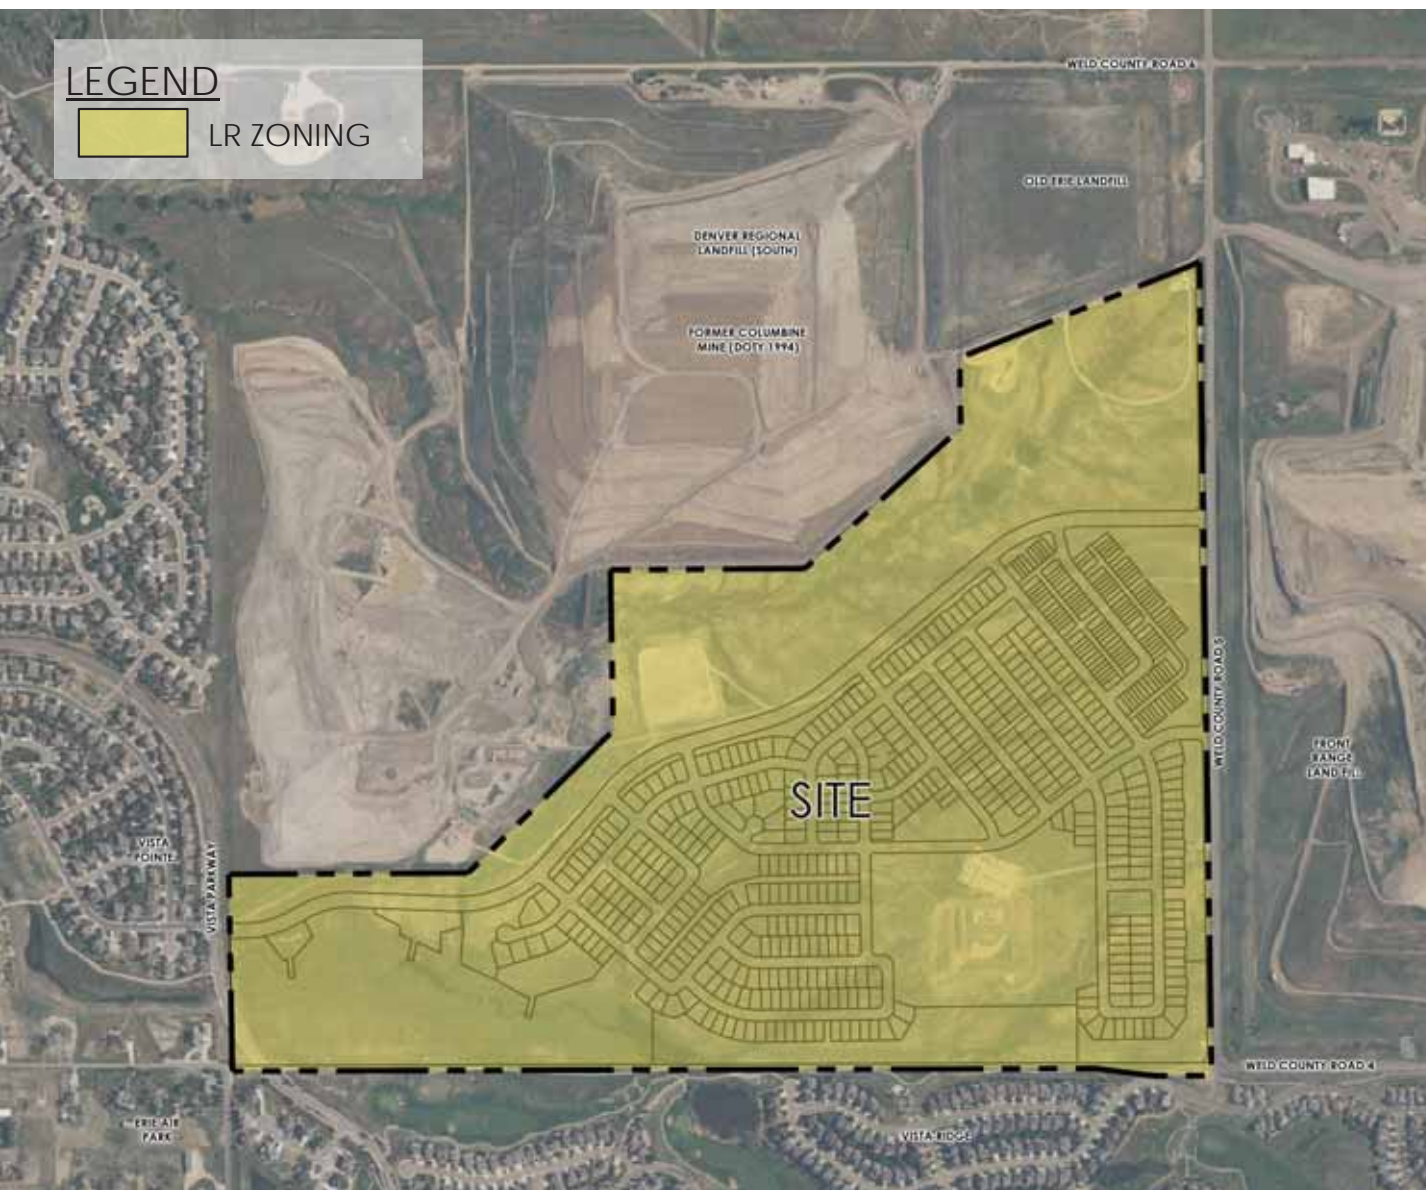 LEGEND
LR ZONING
WELD COUNTY ROAD 6
OLD ERIE LANDFILL
DENVER REGIONAL
LANDFILL (SOUTH)
FORMER COLUMBINE
MINE (DOTY 1994)
WELD COUNTY ROAD 5
FRONT
RANGE
LAND FILL
SITE
VISTA
POINTE
VISTA PARKWAY
WELD COUNTY ROAD 4
ERIE AIR
PARK
VISTA RIDGE